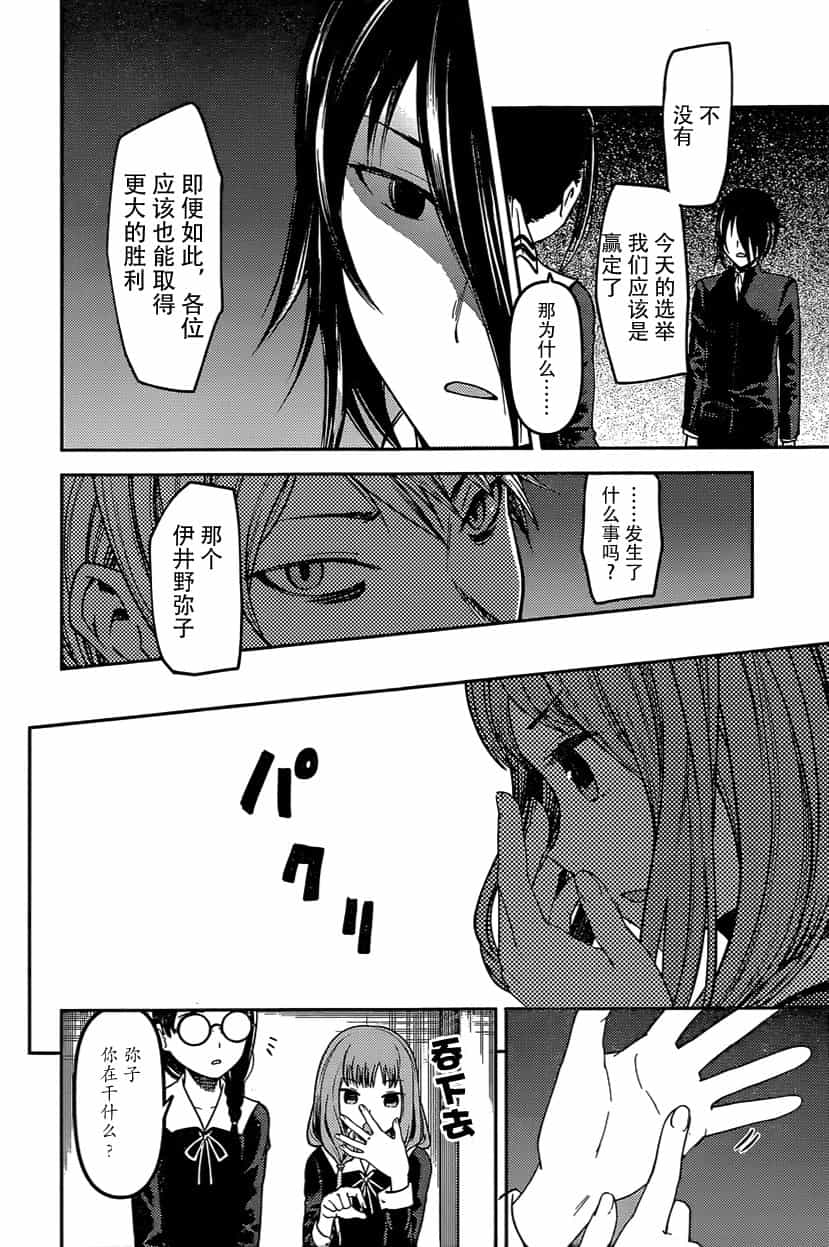 不
没有
今天的选举
我们应该是
赢定了
那为什么……
即便如此，各位
应该也能取得
更大的胜利
……发生了
什么事吗？
那个
伊井野弥子
パクッ
吞下去
弥子
你在干什么？